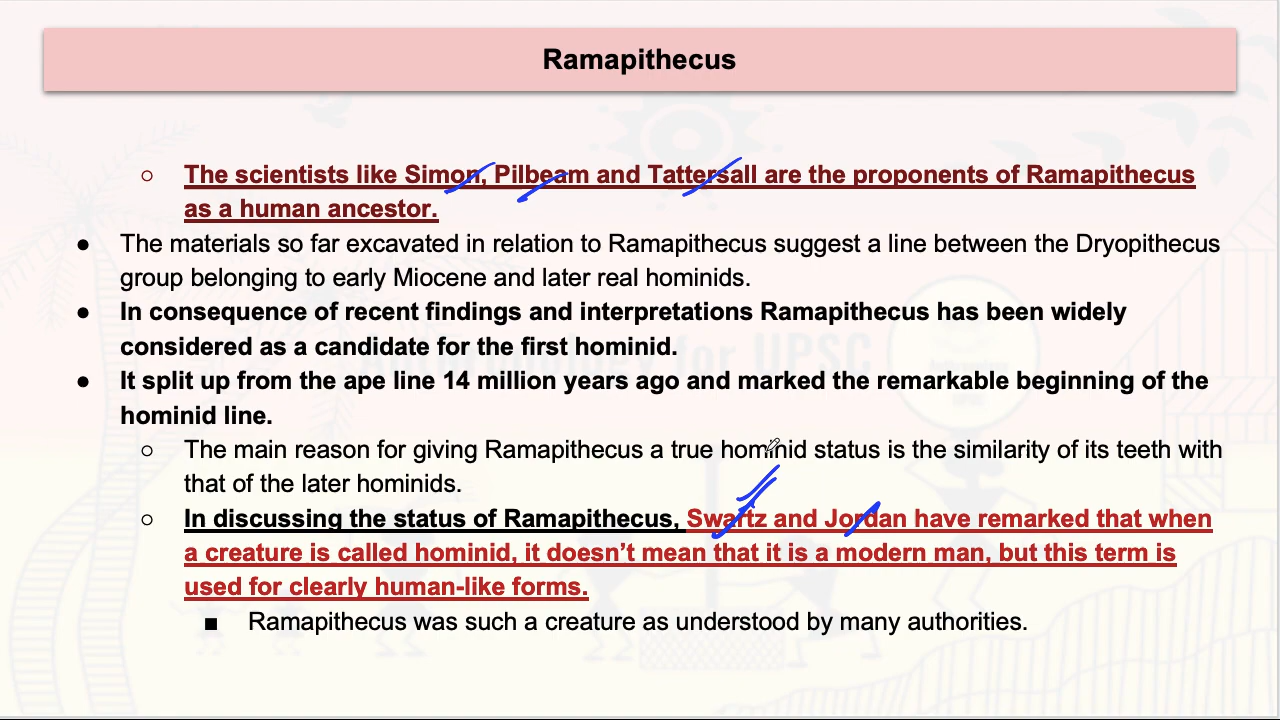 Ramapithecus
○ The scientists like Simon, Pilbeam and Tattersall are the proponents of Ramapithecus
as a human ancestor.
● The materials so far excavated in relation to Ramapithecus suggest a line between the Dryopithecus
group belonging to early Miocene and later real hominids.
● In consequence of recent findings and interpretations Ramapithecus has been widely
considered as a candidate for the first hominid.
● It split up from the ape line 14 million years ago and marked the remarkable beginning of the
hominid line.
○ The main reason for giving Ramapithecus a true hominid status is the similarity of its teeth with
that of the later hominids.
○ In discussing the status of Ramapithecus, Swartz and Jordan have remarked that when
a creature is called hominid, it doesn’t mean that it is a modern man, but this term is
used for clearly human-like forms.
■ Ramapithecus was such a creature as understood by many authorities.
for UPSC